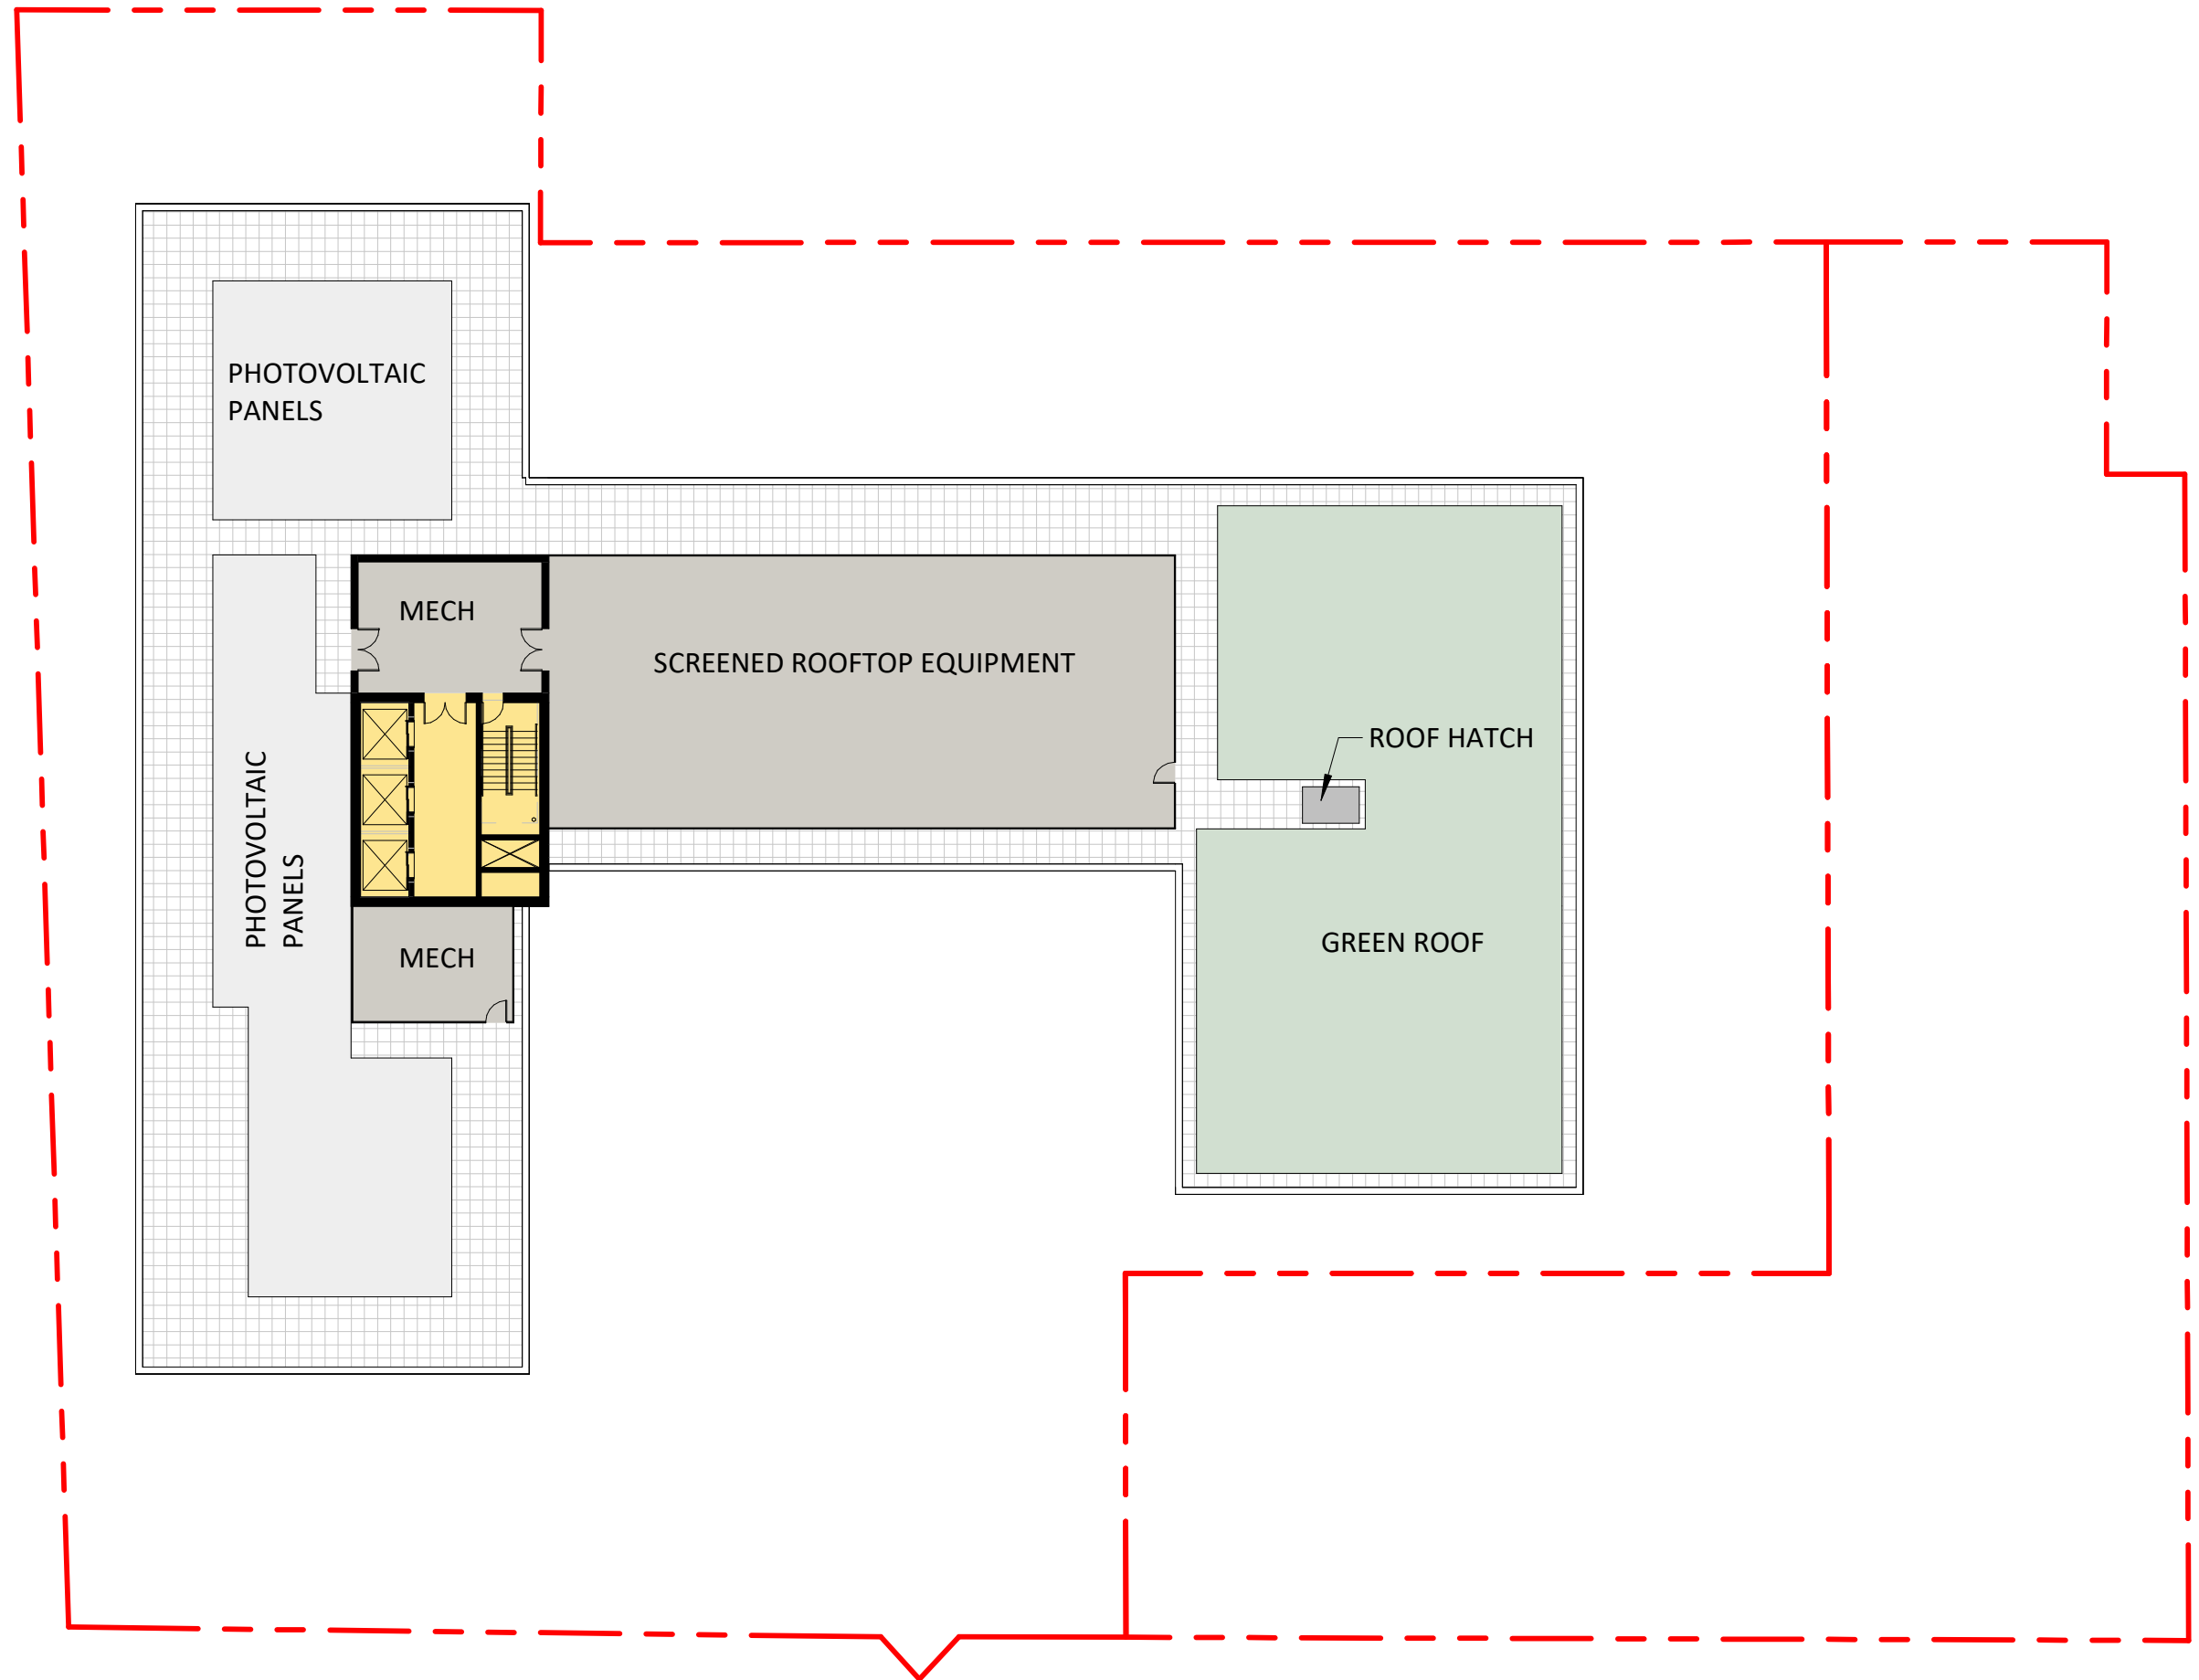 PHOTOVOLTAIC
PANELS
MECH
SCREENED ROOFTOP EQUIPMENT
ROOF HATCH
PHOTOVOLTAIC
PANELS
GREEN ROOF
MECH